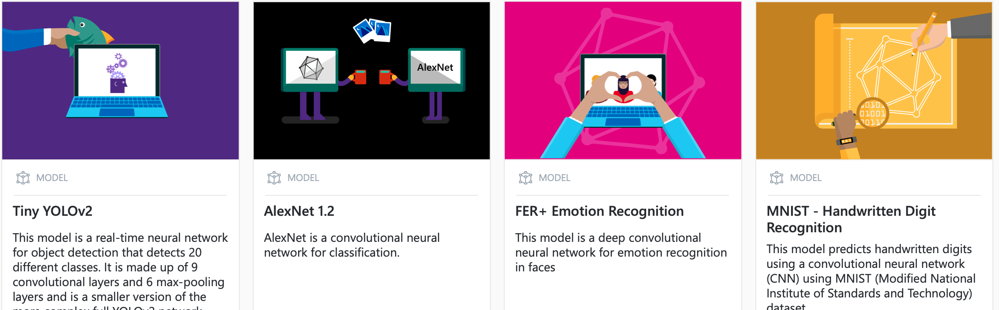 MODEL
Tiny YOLOv2
This model is a real-time neural network
for object detection that detects 20
different classes. It is made up of 9
convolutional layers and 6 max-pooling
layers and is a smaller version of the
more complex full YOLOv2 network
AlexNet
MODEL
AlexNet 1.2
AlexNet is a convolutional neural
network for classification.
MODEL
FER+ Emotion Recognition
This model is a deep convolutional
neural network for emotion recognition
in faces
01001
MODEL
MNIST - Handwritten Digit
Recognition
This model predicts handwritten digits
using a convolutional neural network
(CNN) using MNIST (Modified National
Institute of Standards and Technology)
dataset